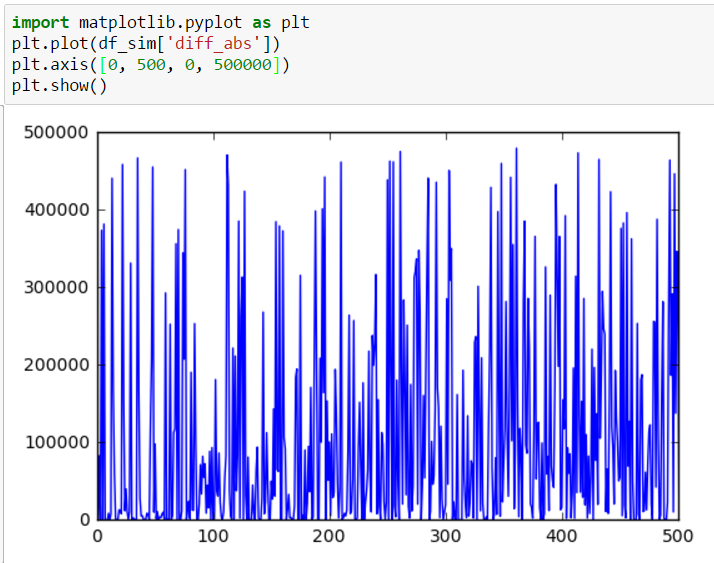 import matplotlib.pyplot as plt
plt.plot(df_sim['diff_abs'])
plt.axis([0, 500, 0, 500000])
plt.show()
500000
400000
300000
200000
100000
0
0 100 200 300 400 500